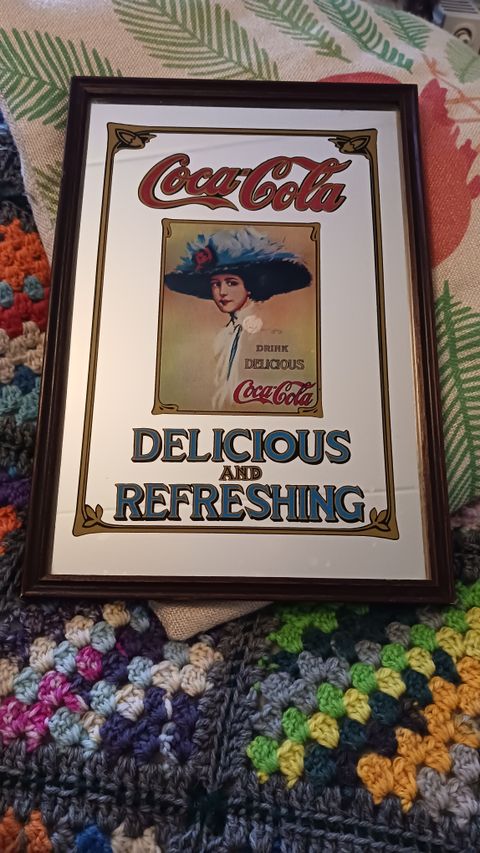 Coca-Cola
DRINK
DELICIOUS
Coca-Cola
DELICIOUS
AND
REFRESHING